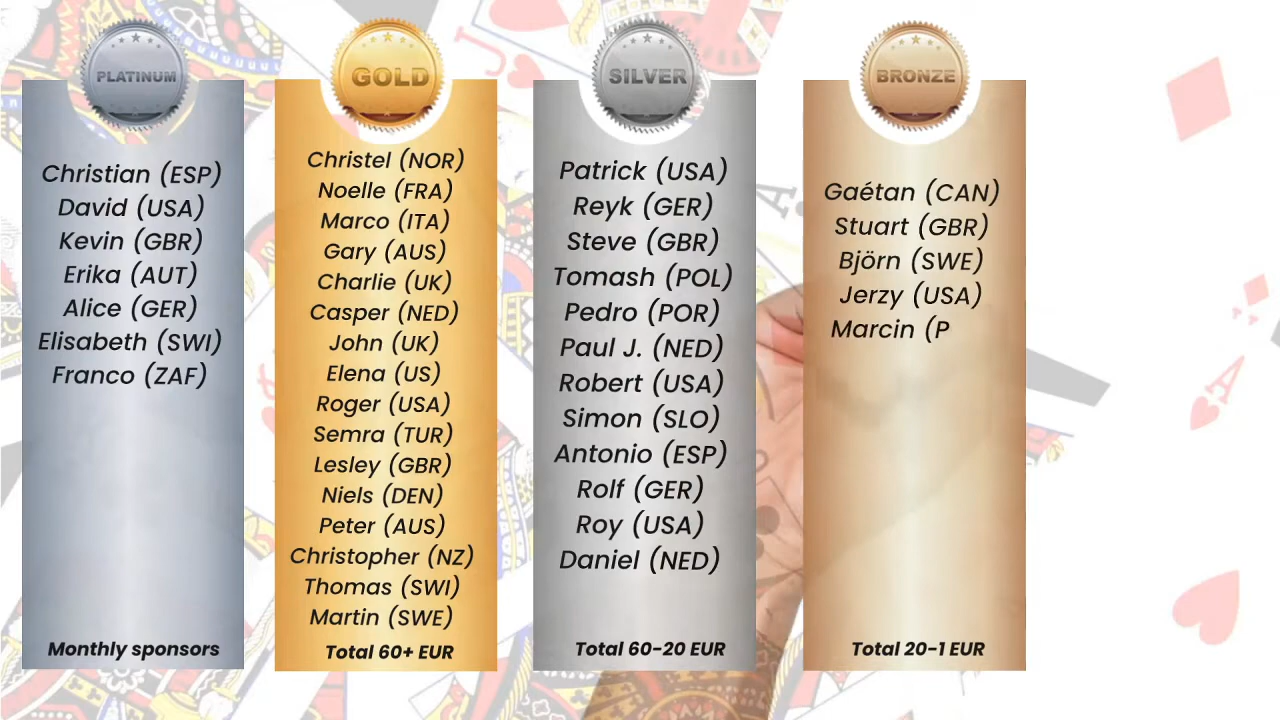 PLATINUM
Christian (ESP)
David (USA)
Kevin (GBR)
Erika (AUT)
Alice (GER)
Elisabeth (SWI)
Franco (ZAF)
Monthly sponsors
GOLD
Christel (NOR)
Noelle (FRA)
Marco (ITA)
Gary (AUS)
Charlie (UK)
Casper (NED)
John (UK)
Elena (US)
Roger (USA)
Semra (TUR)
Lesley (GBR)
Niels (DEN)
Peter (AUS)
Christopher (NZ)
Thomas (SWI)
Martin (SWE)
Total 60+ EUR
SILVER
Patrick (USA)
Reyk (GER)
Steve (GBR)
Tomash (POL)
Pedro (POR)
Paul J. (NED)
Robert (USA)
Simon (SLO)
Antonio (ESP)
Rolf (GER)
Roy (USA)
Daniel (NED)
Total 60-20 EUR
BRONZE
Gaétan (CAN)
Stuart (GBR)
Björn (SWE)
Jerzy (USA)
Marcin (P
Total 20-1 EUR
J
A
A